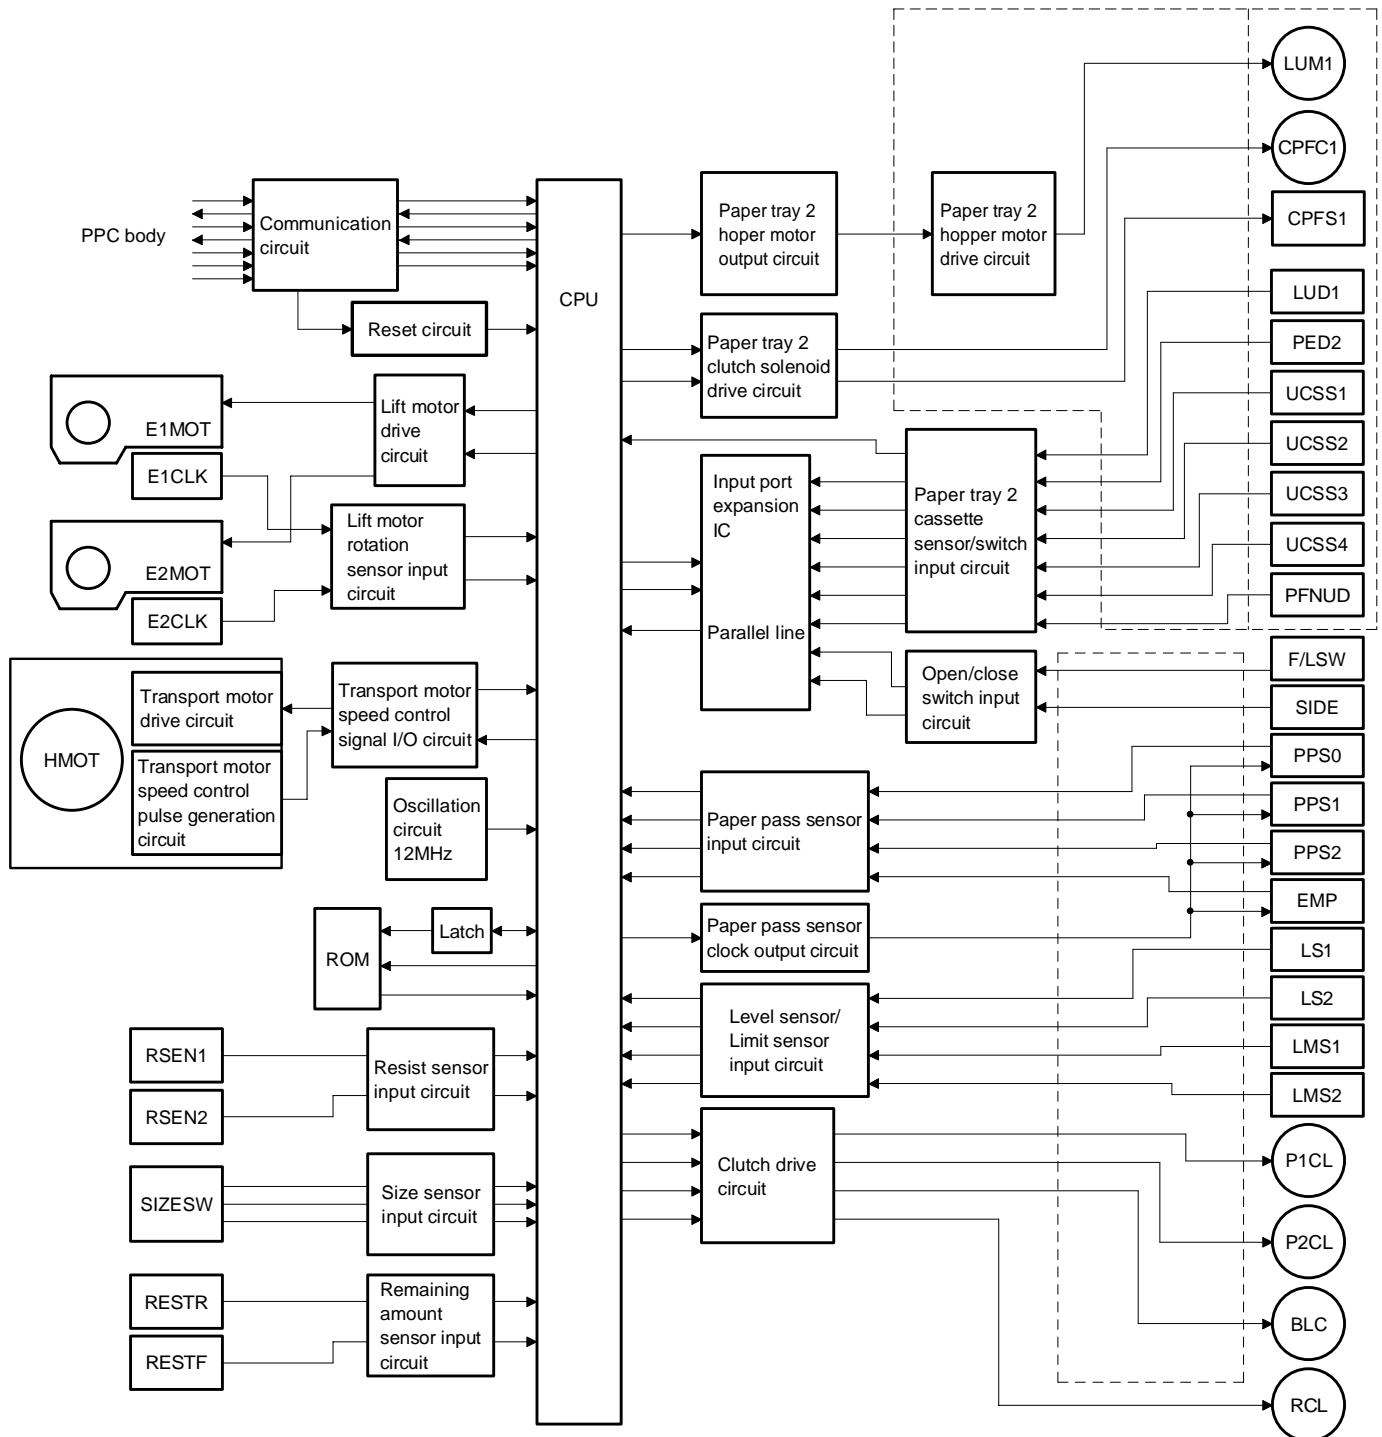 LUM1
CPFC1
CPFS1
LUD1
PED2
UCSS1
UCSS2
UCSS3
UCSS4
PFNUD
F/LSW
SIDE
PPS0
PPS1
PPS2
EMP
LS1
LS2
LMS1
LMS2
P1CL
P2CL
BLC
RCL
PPC body
Communication
circuit
Reset circuit
CPU
Paper tray 2
hoper motor
output circuit
Paper tray 2
hopper motor
drive circuit
Paper tray 2
clutch solenoid
drive circuit
E1MOT
E1CLK
E2MOT
E2CLK
Lift motor
drive
circuit
Lift motor
rotation
sensor input
circuit
Input port
expansion
IC
Parallel line
Paper tray 2
cassette
sensor/switch
input circuit
Open/close
switch input
circuit
HMOT
Transport motor
drive circuit
Transport motor
speed control
pulse generation
circuit
Transport motor
speed control
signal I/O circuit
Oscillation
circuit
12MHz
Paper pass sensor
input circuit
Paper pass sensor
clock output circuit
ROM
Latch
Level sensor/
Limit sensor
input circuit
RSEN1
RSEN2
Resist sensor
input circuit
Clutch drive
circuit
SIZESW
Size sensor
input circuit
RESTR
RESTF
Remaining
amount
sensor input
circuit